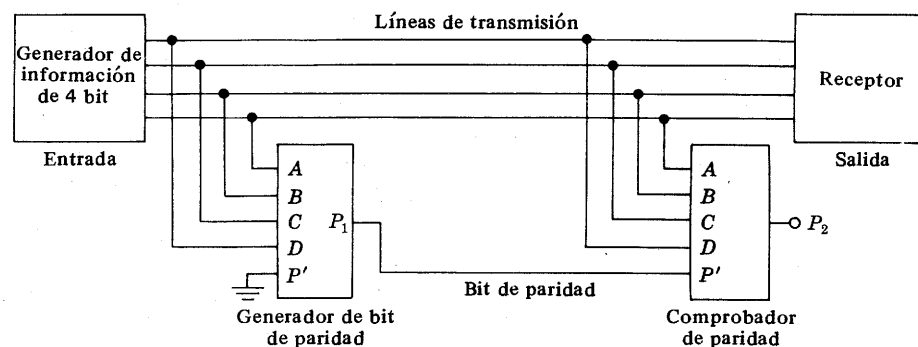 Líneas de transmisión
Generador de
información
de 4 bit
Receptor
Entrada
Salida
A
B
C
D
P'
P₁
A
B
C
D
P'
P₂
Bit de paridad
Generador de bit
de paridad
Comprobador
de paridad